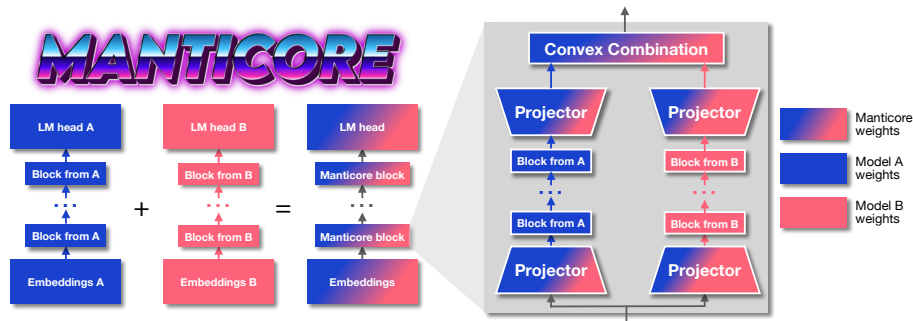 MANTICORE
LM head A
Block from A
...
Block from A
Embeddings A
+
LM head B
Block from B
...
Block from B
Embeddings B
=
LM head
Manticore block
...
Manticore block
Embeddings
Convex Combination
Projector
Block from A
...
Block from A
Projector
Projector
Block from B
...
Block from B
Projector
Manticore
weights
Model A
weights
Model B
weights